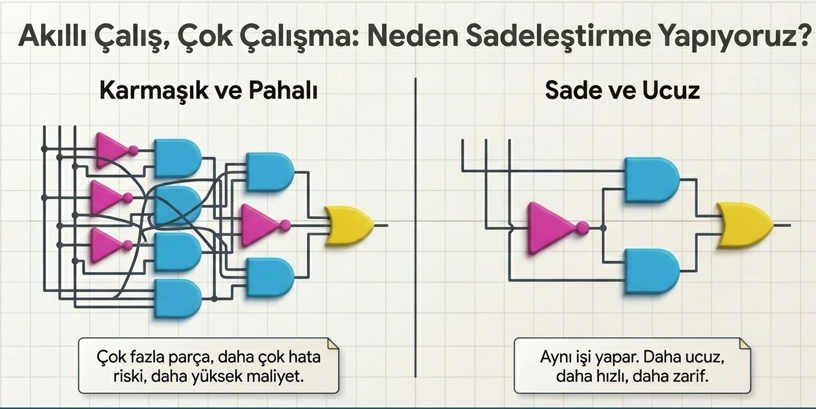 Akıllı Çalış, Çok Çalışma: Neden Sadeleştirme Yapıyoruz?
Karmaşık ve Pahalı
Çok fazla parça, daha çok hata
riski, daha yüksek maliyet.
Sade ve Ucuz
Aynı işi yapar. Daha ucuz,
daha hızlı, daha zarif.